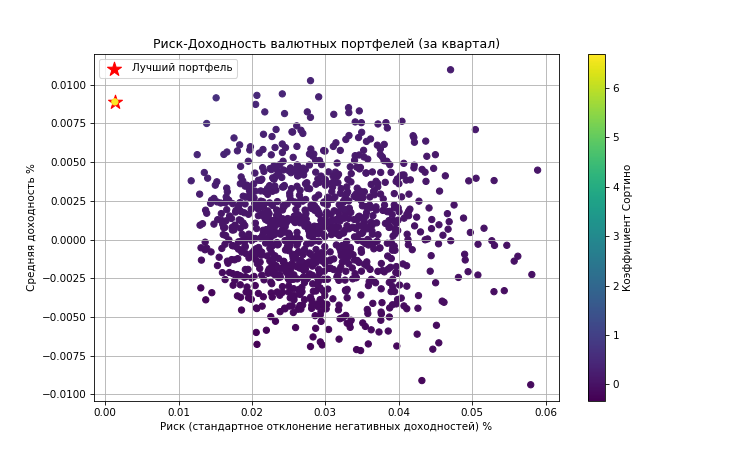 Риск-Доходность валютных портфелей (за квартал)
Лучший портфель
Средняя доходность %
0.0100
0.0075
0.0050
0.0025
0.0000
−0.0025
−0.0050
−0.0075
−0.0100
0.00 0.01 0.02 0.03 0.04 0.05 0.06
Риск (стандартное отклонение негативных доходностей) %
6
5
4
3
2
1
0
Коэффициент Сортино